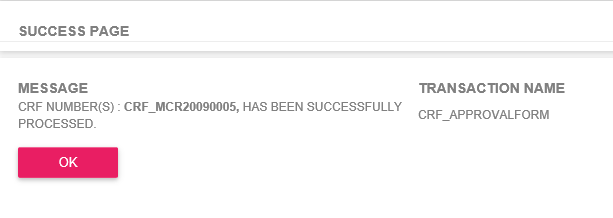 SUCCESS PAGE
MESSAGE
CRF NUMBER(S) : CRF_MCR20090005, HAS BEEN SUCCESSFULLY
PROCESSED.
TRANSACTION NAME
CRF_APPROVALFORM
OK